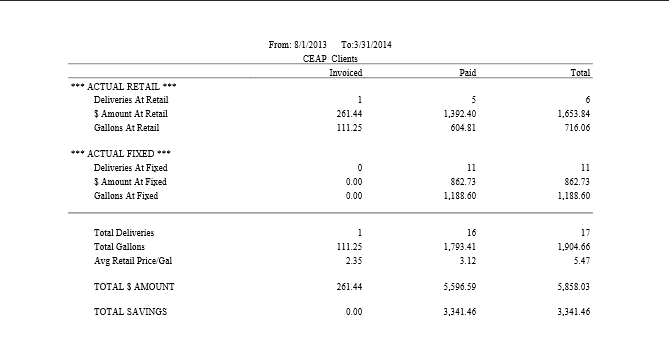 From: 8/1/2013 To:3/31/2014
CEAP Clients
Invoiced Paid Total
*** ACTUAL RETAIL ***
Deliveries At Retail 1 5 6
$ Amount At Retail 261.44 1,392.40 1,653.84
Gallons At Retail 111.25 604.81 716.06
*** ACTUAL FIXED ***
Deliveries At Fixed 0 11 11
$ Amount At Fixed 0.00 862.73 862.73
Gallons At Fixed 0.00 1,188.60 1,188.60
Total Deliveries 1 16 17
Total Gallons 111.25 1,793.41 1,904.66
Avg Retail Price/Gal 2.35 3.12 5.47
TOTAL $ AMOUNT 261.44 5,596.59 5,858.03
TOTAL SAVINGS 0.00 3,341.46 3,341.46